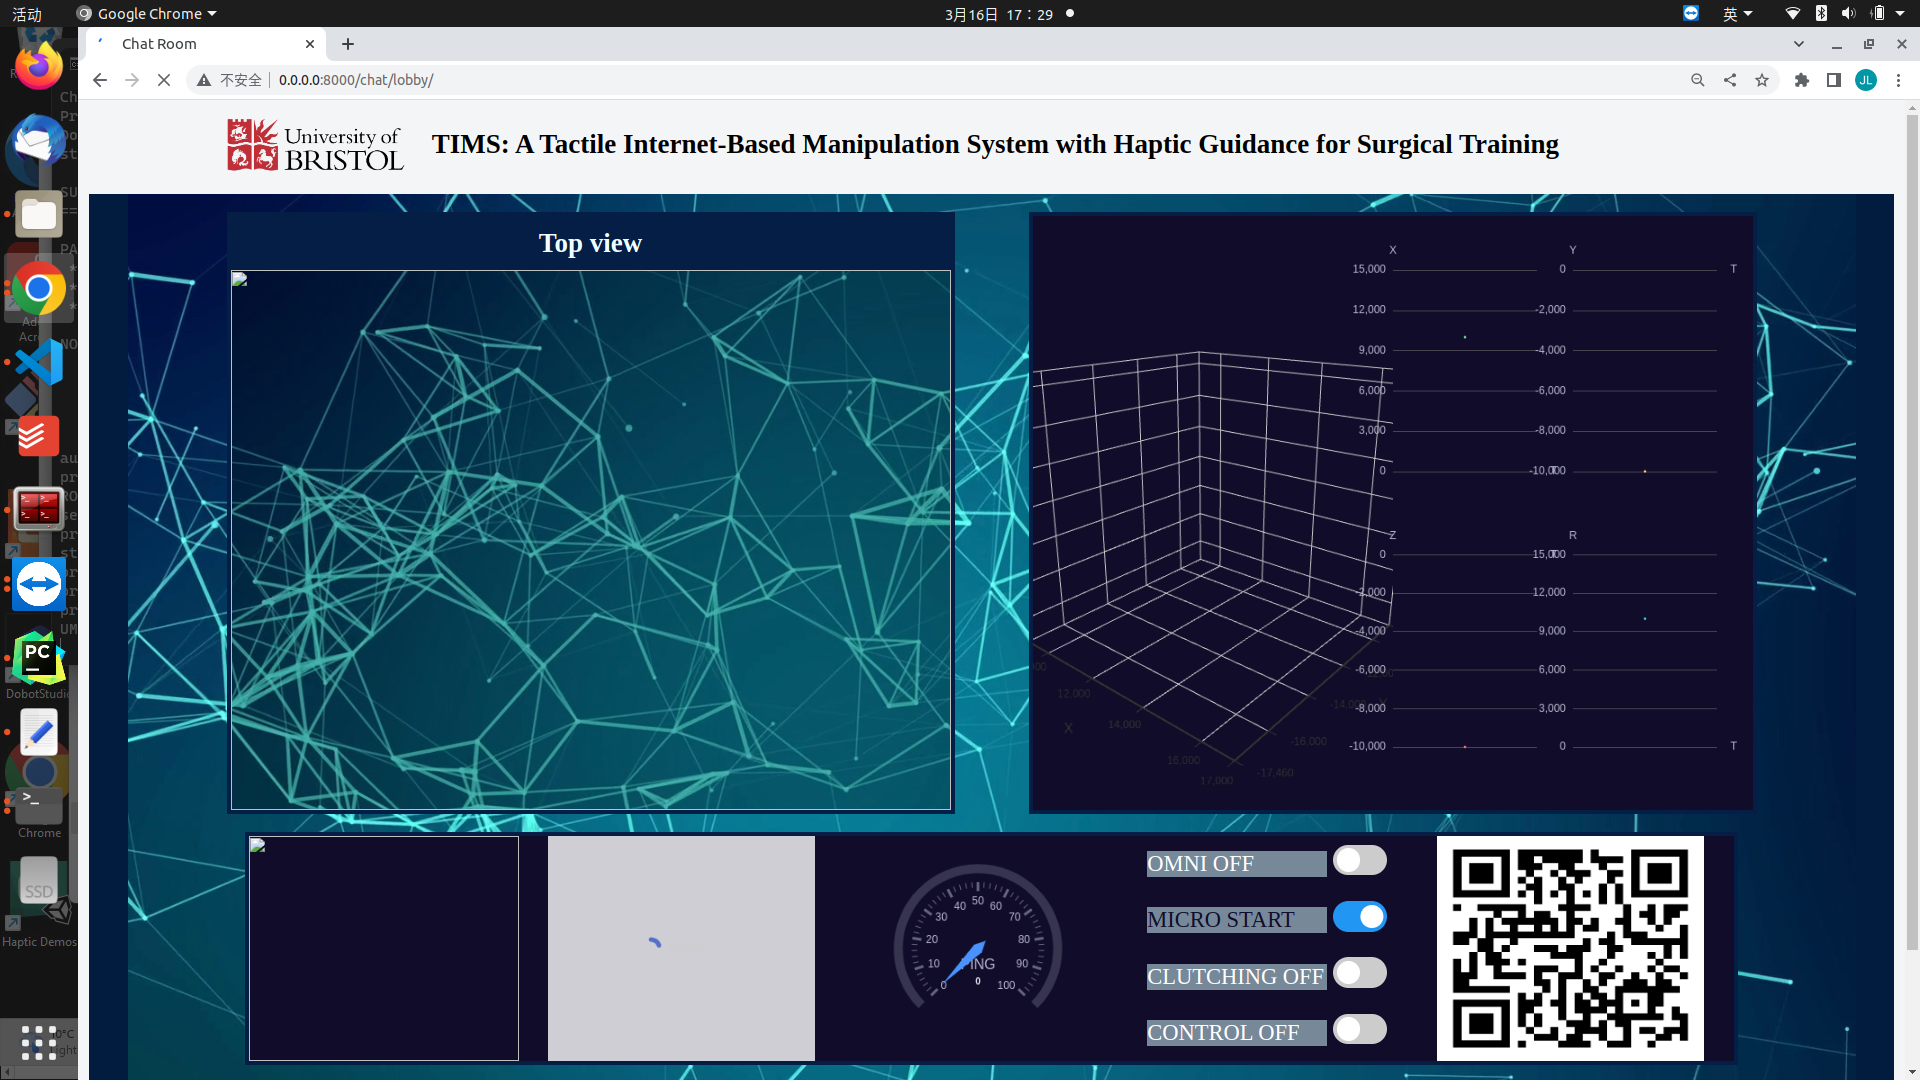 活动
Google Chrome
3月16日 17：29
英
Chat Room
不安全
0.0.0.0:8000/chat/lobby/
JL
University of
BRISTOL
TIMS: A Tactile Internet-Based Manipulation System with Haptic Guidance for Surgical Training
Top view
X
15,000
12,000
9,000
6,000
3,000
0
T
Y
0
-2,000
-4,000
-6,000
-8,000
-10,000
T
Z
0
-2,000
-4,000
-6,000
-8,000
-10,000
T
R
15,000
12,000
9,000
6,000
3,000
0
T
12,000
14,000
16,000
17,000
X
-14,000
-16,000
-17,460
0
10
20
30
40
50
60
70
80
90
100
PING
0
OMNI OFF
MICRO START
CLUTCHING OFF
CONTROL OFF
PC
DobotStudio
Chrome
SSD
Haptic Demos